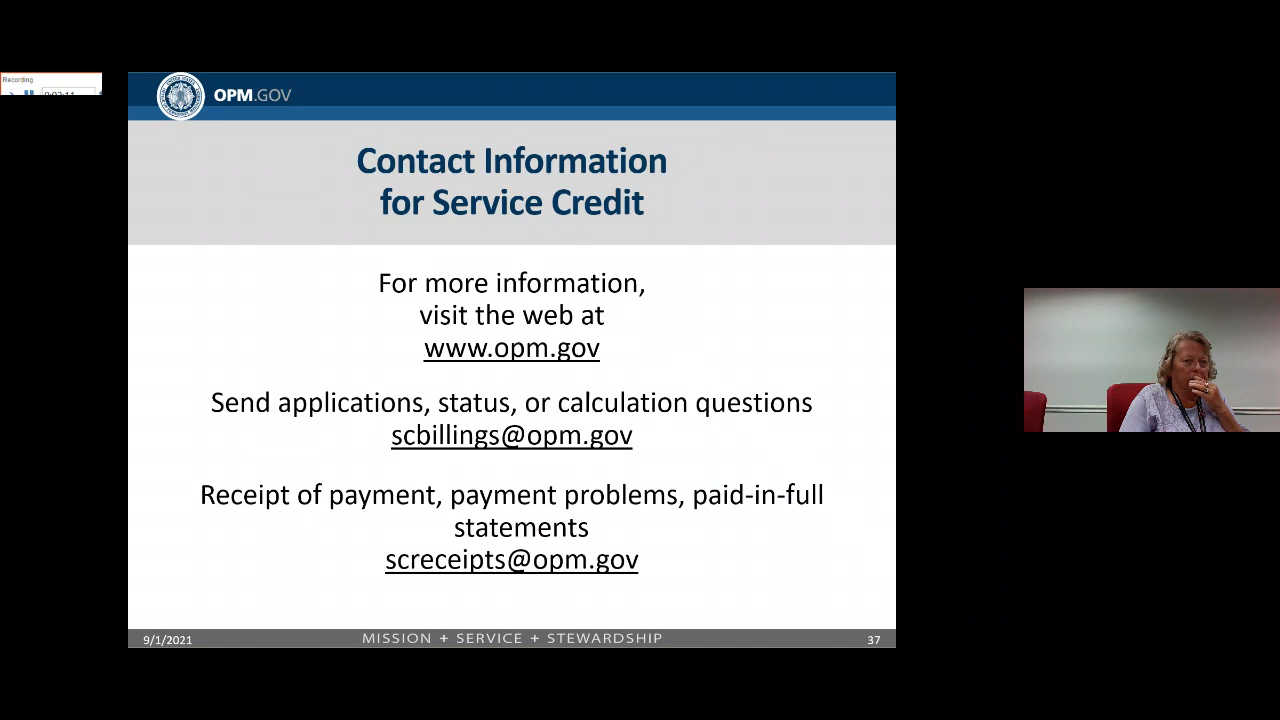 Recording
OPM.GOV
Contact Information
for Service Credit
For more information,
visit the web at
www.opm.gov
Send applications, status, or calculation questions
scbillings@opm.gov
Receipt of payment, payment problems, paid-in-full
statements
screceipts@opm.gov
9/1/2021
MISSION + SERVICE + STEWARDSHIP
37